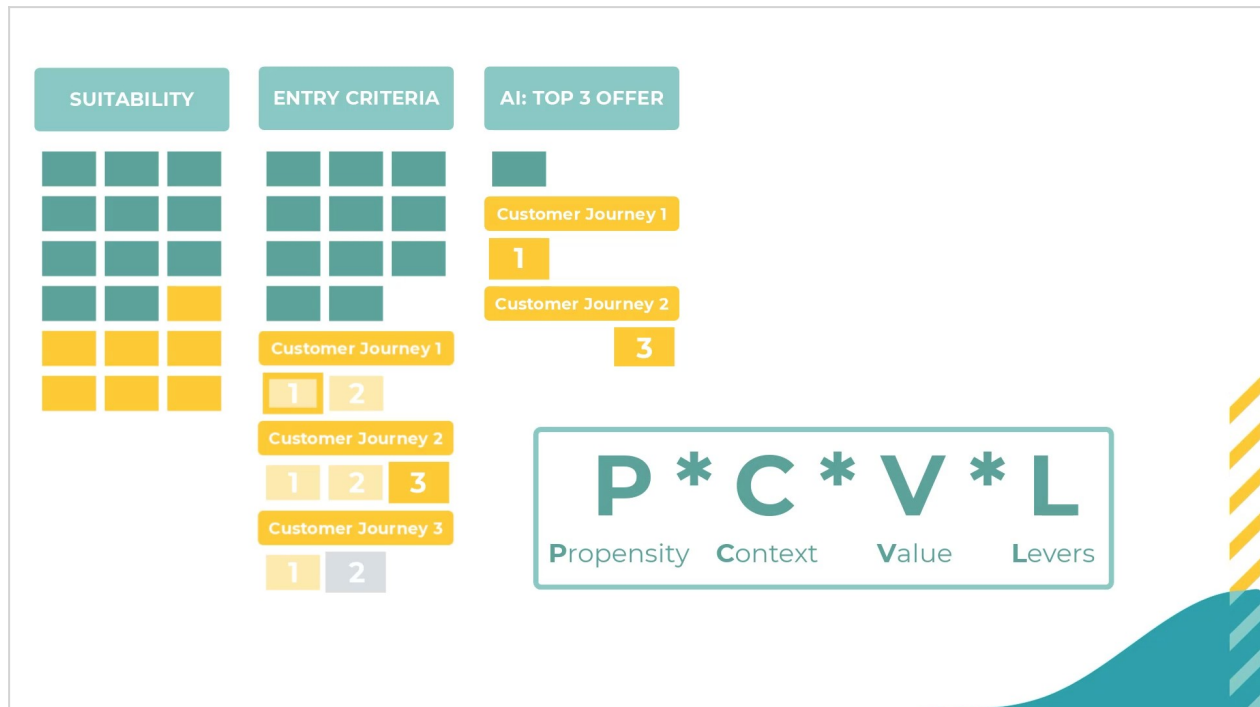 SUITABILITY
ENTRY CRITERIA
AI: TOP 3 OFFER
Customer Journey 1
1 2
Customer Journey 2
1 2 3
Customer Journey 3
1 2
Customer Journey 1
1
Customer Journey 2
3
P * C * V * L
Propensity Context Value Levers